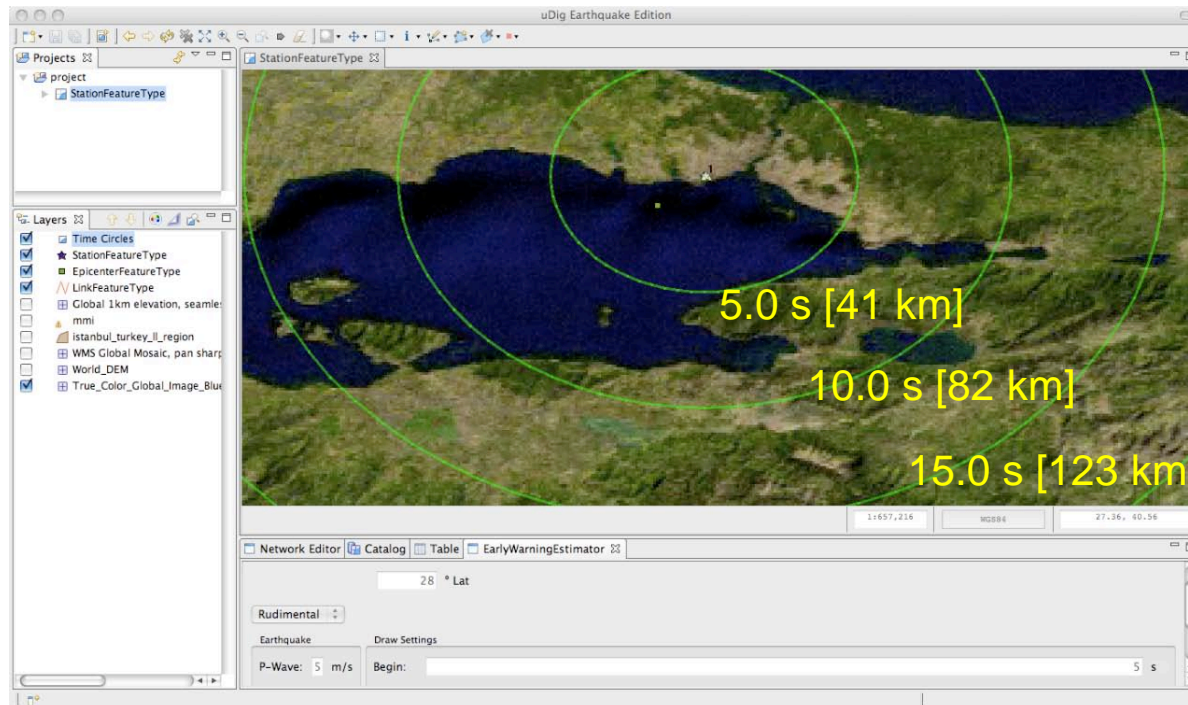 uDig Earthquake Edition
Projects
StationFeatureType
project
StationFeatureType
1
Layers
Time Circles
StationFeatureType
EpicenterFeatureType
LinkFeatureType
Global 1km elevation, seamle
mmi
istanbul_turkey_ll_region
WMS Global Mosaic, pan sharp
World_DEM
True_Color_Global_Image_Blue
5.0 s [41 km]
10.0 s [82 km]
15.0 s [123 km
1:657,216
WGS84
27.36, 40.56
Network Editor Catalog Table EarlyWarningEstimator
28 ° Lat
Rudimental
Earthquake Draw Settings
P-Wave: 5 m/s Begin: 5 s